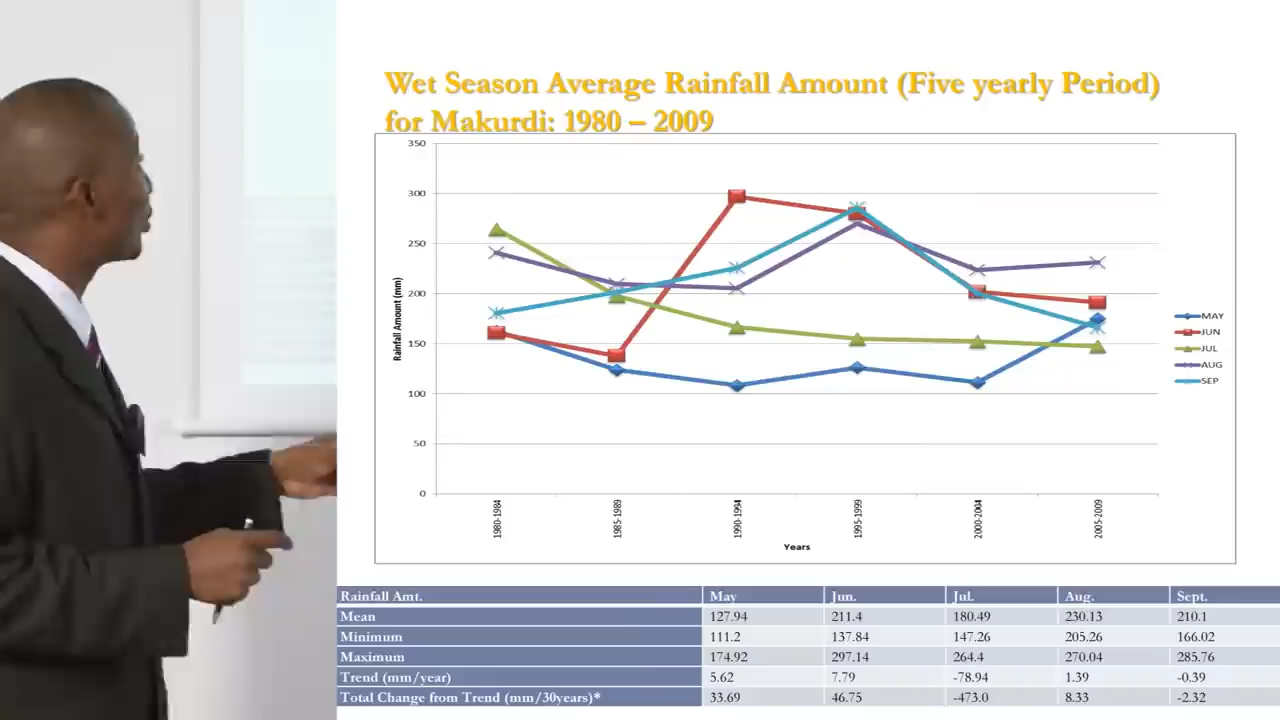 Wet Season Average Rainfall Amount (Five yearly Period)
for Makurdi: 1980 – 2009
350
300
250
200
150
100
50
0
Rainfall Amount (mm)
1980-1984
1985-1989
1990-1994
1995-1999
2000-2004
2005-2009
Years
MAY
JUN
JUL
AUG
SEP
Rainfall Amt. May Jun. Jul. Aug. Sept.
Mean 127.94 211.4 180.49 230.13 210.1
Minimum 111.2 137.84 147.26 205.26 166.02
Maximum 174.92 297.14 264.4 270.04 285.76
Trend (mm/year) 5.62 7.79 -78.94 1.39 -0.39
Total Change from Trend (mm/30years)* 33.69 46.75 -473.0 8.33 -2.32